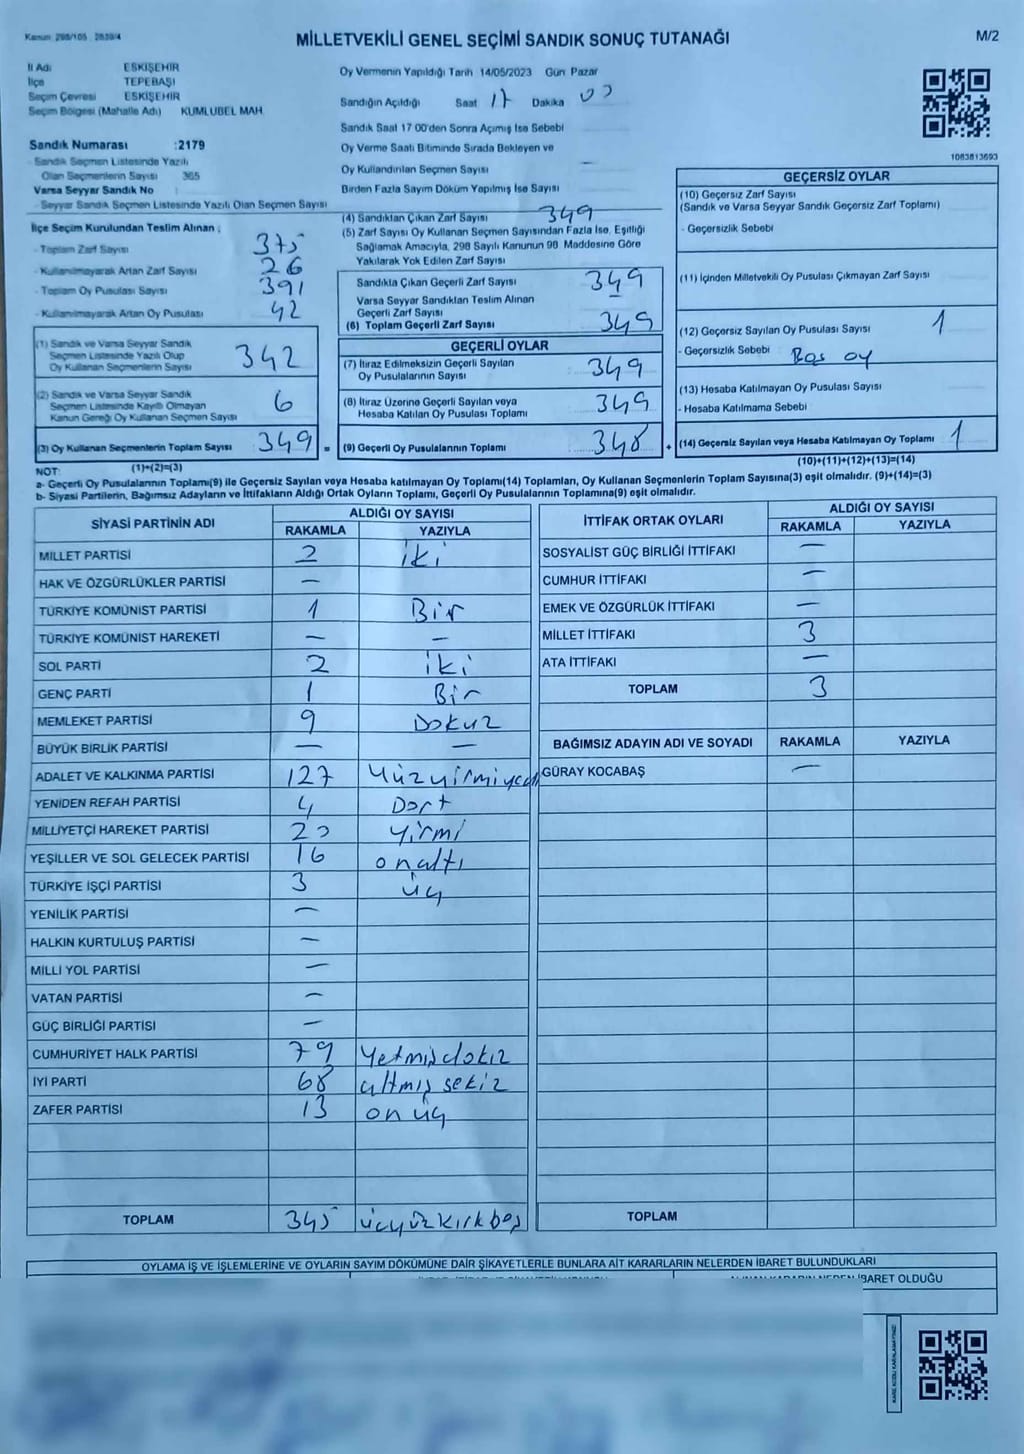 Kanun 298/105 2839/4
MİLLETVEKİLİ GENEL SEÇİMİ SANDIK SONUÇ TUTANAĞI
M/2
İl Adı ESKİŞEHİR
İlçe TEPEBAŞI
Seçim Çevresi ESKİŞEHİR
Seçim Bölgesi (Mahalle Adı) KUMLUBEL MAH
Sandık Numarası :2179
- Sandık Seçmen Listesinde Yazılı
Olan Seçmenlerin Sayısı 365
Varsa Seyyar Sandık No :
- Seyyar Sandık Seçmen Listesinde Yazılı Olan Seçmen Sayısı
Oy Vermenin Yapıldığı Tarih 14/05/2023 Gün Pazar
Sandığın Açıldığı Saat 17 Dakika 00
Sandık Saat 17 00'den Sonra Açımış İse Sebebi
Oy Verme Saati Bitiminde Sırada Bekleyen ve
Oy Kullandırılan Seçmen Sayısı —
Birden Fazla Sayım Döküm Yapılmış İse Sayısı
1083813693
İlçe Seçim Kurulundan Teslim Alınan ;
- Toplam Zarf Sayısı 375
- Kullanılmayarak Artan Zarf Sayısı 26
- Toplam Oy Pusulası Sayısı 391
- Kullanılmayarak Artan Oy Pusulası 42
(1) Sandık ve Varsa Seyyar Sandık
Seçmen Listesinde Yazılı Olup
Oy Kullanan Seçmenlerin Sayısı 342
(2) Sandık ve Varsa Seyyar Sandık
Seçmen Listesinde Kayıtlı Olmayan
Kanun Gereği Oy Kullanan Seçmen Sayısı 6
(3) Oy Kullanan Seçmenlerin Toplam Sayısı 349 =
(1)+(2)=(3)
(4) Sandıktan Çıkan Zarf Sayısı 349
(5) Zarf Sayısı Oy Kullanan Seçmen Sayısından Fazla İse, Eşitliği
Sağlamak Amacıyla, 298 Sayılı Kanunun 98. Maddesine Göre
Yakılarak Yok Edilen Zarf Sayısı
Sandıkla Çıkan Geçerli Zarf Sayısı 349
Varsa Seyyar Sandıktan Teslim Alınan
Geçerli Zarf Sayısı
(6) Toplam Geçerli Zarf Sayısı 349
GEÇERLİ OYLAR
(7) İtiraz Edilmeksizin Geçerli Sayılan
Oy Pusulalarının Sayısı 349
(8) İtiraz Üzerine Geçerli Sayılan veya
Hesaba Katılan Oy Pusulası Toplamı 349
(9) Geçerli Oy Pusulalarının Toplamı 348 +
GEÇERSİZ OYLAR
(10) Geçersiz Zarf Sayısı
(Sandık ve Varsa Seyyar Sandık Geçersiz Zarf Toplamı)
- Geçersizlik Sebebi
(11) İçinden Milletvekili Oy Pusulası Çıkmayan Zarf Sayısı
(12) Geçersiz Sayılan Oy Pusulası Sayısı 1
- Geçersizlik Sebebi Boş oy
(13) Hesaba Katılmayan Oy Pusulası Sayısı
- Hesaba Katılmama Sebebi
(14) Geçersiz Sayılan veya Hesaba Katılmayan Oy Toplamı 1
(10)+(11)+(12)+(13)=(14)
NOT:
a- Geçerli Oy Pusulalarının Toplamı(9) ile Geçersiz Sayılan veya Hesaba katılmayan Oy Toplamı(14) Toplamları, Oy Kullanan Seçmenlerin Toplam Sayısına(3) eşit olmalıdır. (9)+(14)=(3)
b- Siyasi Partilerin, Bağımsız Adayların ve İttifakların Aldığı Ortak Oyların Toplamı, Geçerli Oy Pusulalarının Toplamına(9) eşit olmalıdır.
SİYASİ PARTİNİN ADI ALDIĞI OY SAYISI
RAKAMLA YAZIYLA
MİLLET PARTİSİ 2 iki
HAK VE ÖZGÜRLÜKLER PARTİSİ —
TÜRKİYE KOMÜNİST PARTİSİ 1 Bir
TÜRKİYE KOMÜNİST HAREKETİ — —
SOL PARTİ 2 iki
GENÇ PARTİ 1 Bir
MEMLEKET PARTİSİ 9 Dokuz
BÜYÜK BİRLİK PARTİSİ — —
ADALET VE KALKINMA PARTİSİ 127 Yüzyirmiyedi
YENİDEN REFAH PARTİSİ 4 Dört
MİLLİYETÇİ HAREKET PARTİSİ 20 yirmi
YEŞİLLER VE SOL GELECEK PARTİSİ 16 onaltı
TÜRKİYE İŞÇİ PARTİSİ 3 üç
YENİLİK PARTİSİ —
HALKIN KURTULUŞ PARTİSİ —
MİLLİ YOL PARTİSİ —
VATAN PARTİSİ —
GÜÇ BİRLİĞİ PARTİSİ —
CUMHURİYET HALK PARTİSİ 79 Yetmişdokuz
İYİ PARTİ 68 altmış sekiz
ZAFER PARTİSİ 13 on üç
TOPLAM 345 üçyüzkırkbeş
İTTİFAK ORTAK OYLARI ALDIĞI OY SAYISI
RAKAMLA YAZIYLA
SOSYALİST GÜÇ BİRLİĞİ İTTİFAKI —
CUMHUR İTTİFAKI —
EMEK VE ÖZGÜRLÜK İTTİFAKI —
MİLLET İTTİFAKI 3
ATA İTTİFAKI —
TOPLAM 3
BAĞIMSIZ ADAYIN ADI VE SOYADI RAKAMLA YAZIYLA
GÜRAY KOCABAŞ —
TOPLAM
OYLAMA İŞ VE İŞLEMLERİNE VE OYLARIN SAYIM DÖKÜMÜNE DAİR ŞİKAYETLERLE BUNLARA AİT KARARLARIN NELERDEN İBARET BULUNDUKLARI
İBARET OLDUĞU
KARE KODU KARALAMAYINIZ!